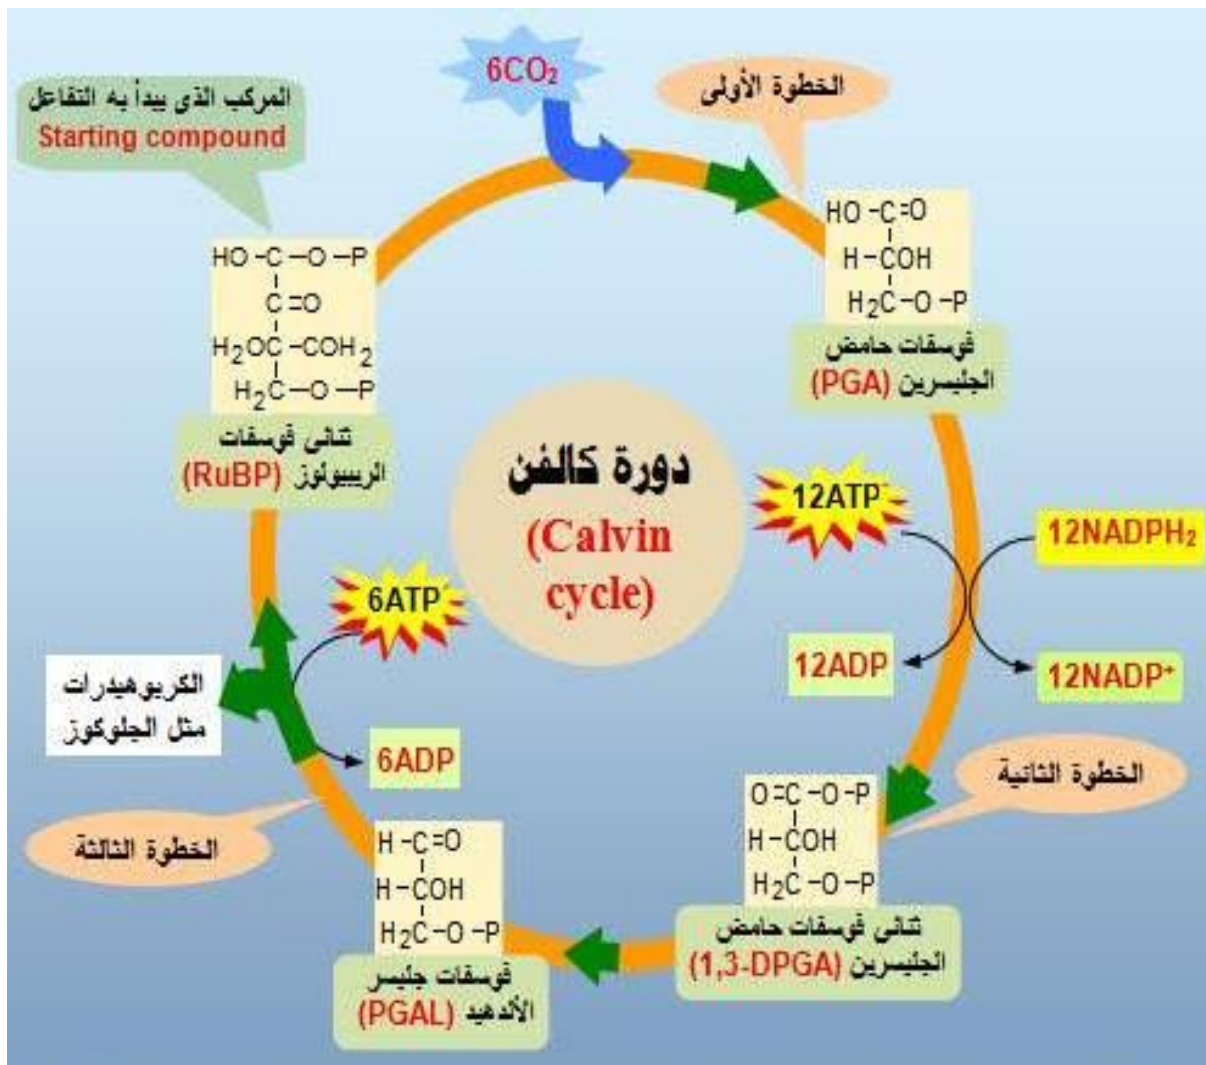 6CO₂
الخطوة الأولى
المركب الذى يبدأ به التفاعل
Starting compound
HO -C=O
H -COH
H₂C-O -P
فوسفات حامض
الجليسرين (PGA)
HO -C -O -P
C =O
H₂OC -COH₂
H₂C -O -P
ثنائى فوسفات
الريبولوز (RuBP)
دورة كالفن
(Calvin
cycle)
12ATP
12NADPH₂
12ADP
12NADP⁺
6ATP
6ADP
الكربوهيدرات
مثل الجلوكوز
الخطوة الثانية
الخطوة الثالثة
O =C -O -P
H -COH
H₂C -O -P
ثنائى فوسفات حامض
الجليسرين (1,3-DPGA)
H -C=O
H -COH
H₂C-O -P
فوسفات جليسر
الألدهيد (PGAL)